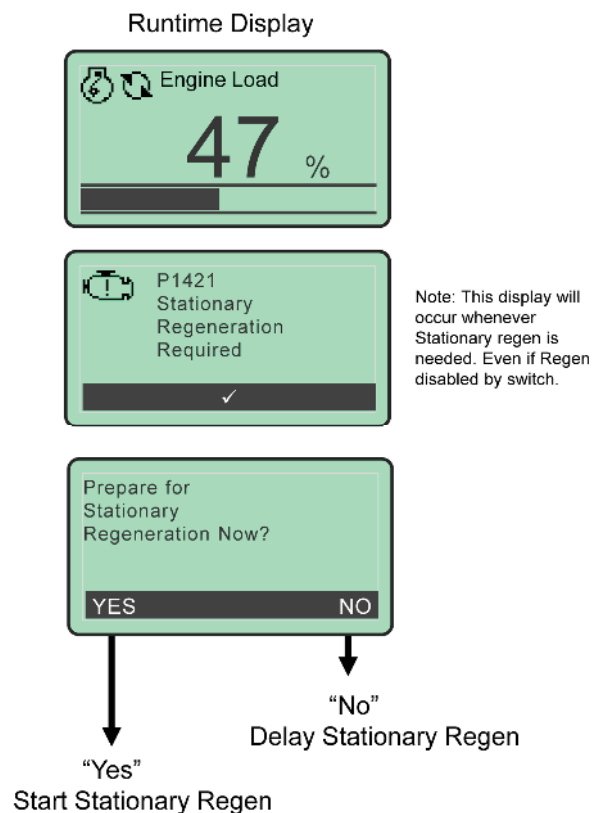 Runtime Display
Engine Load
47 %
P1421
Stationary
Regeneration
Required
✓
Note: This display will
occur whenever
Stationary regen is
needed. Even if Regen
disabled by switch.
Prepare for
Stationary
Regeneration Now?
YES NO
“No”
Delay Stationary Regen
“Yes”
Start Stationary Regen